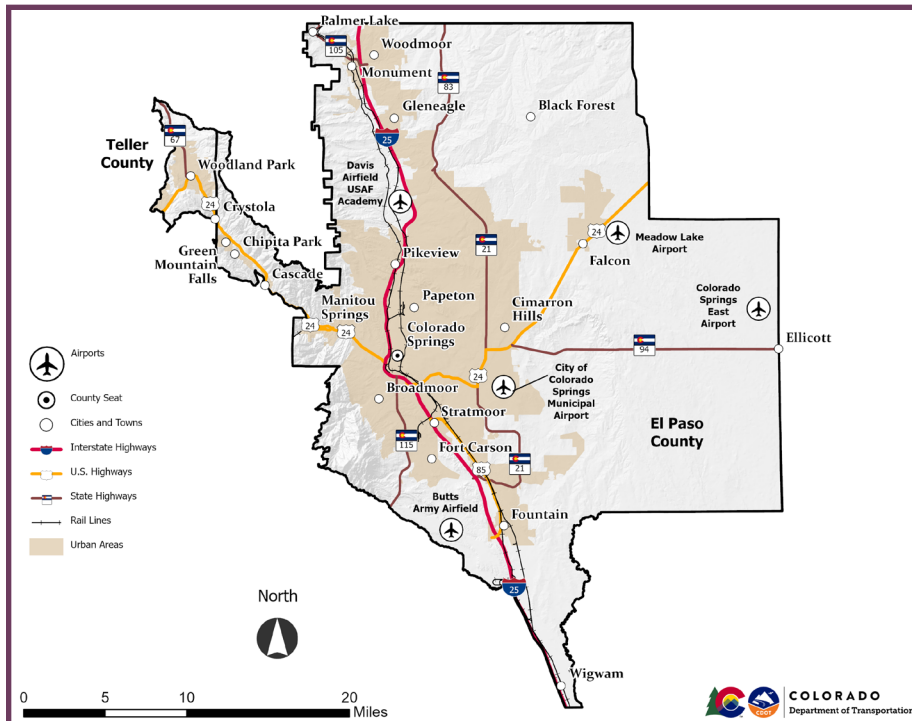 Palmer Lake
105
Woodmoor
Monument
83
Gleneagle
Black Forest
25
67
Teller
County
Woodland Park
Davis
Airfield
USAF
Academy
24
Crystola
Chipita Park
Green
Mountain
Falls
Cascade
Pikeview
21
24
Meadow Lake
Airport
Falcon
Manitou
Springs
Papeton
Cimarron
Hills
Colorado
Springs
East
Airport
24
24
Colorado
Springs
94
Ellicott
24
City of
Colorado
Springs
Municipal
Airport
Broadmoor
Stratmoor
El Paso
County
115
Fort Carson
85
21
Butts
Army Airfield
Fountain
25
Wigwam
Airports
County Seat
Cities and Towns
Interstate Highways
U.S. Highways
State Highways
Rail Lines
Urban Areas
North
0
5
10
20
Miles
CDOT
COLORADO
Department of Transportation